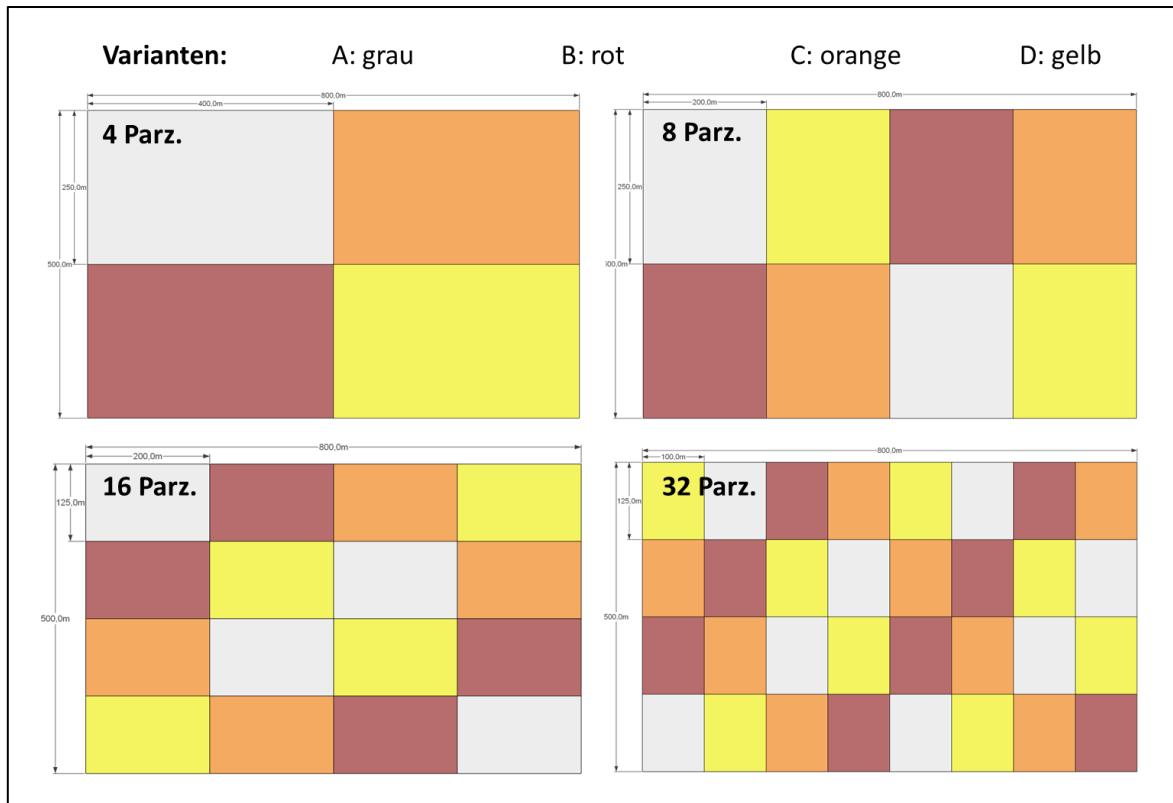 Varianten: A: grau B: rot C: orange D: gelb
800,0m
400,0m
4 Parz.
250,0m
500,0m
800,0m
200,0m
8 Parz.
250,0m
00,0m
800,0m
200,0m
16 Parz.
125,0m
500,0m
800,0m
100,0m
32 Parz.
125,0m
500,0m